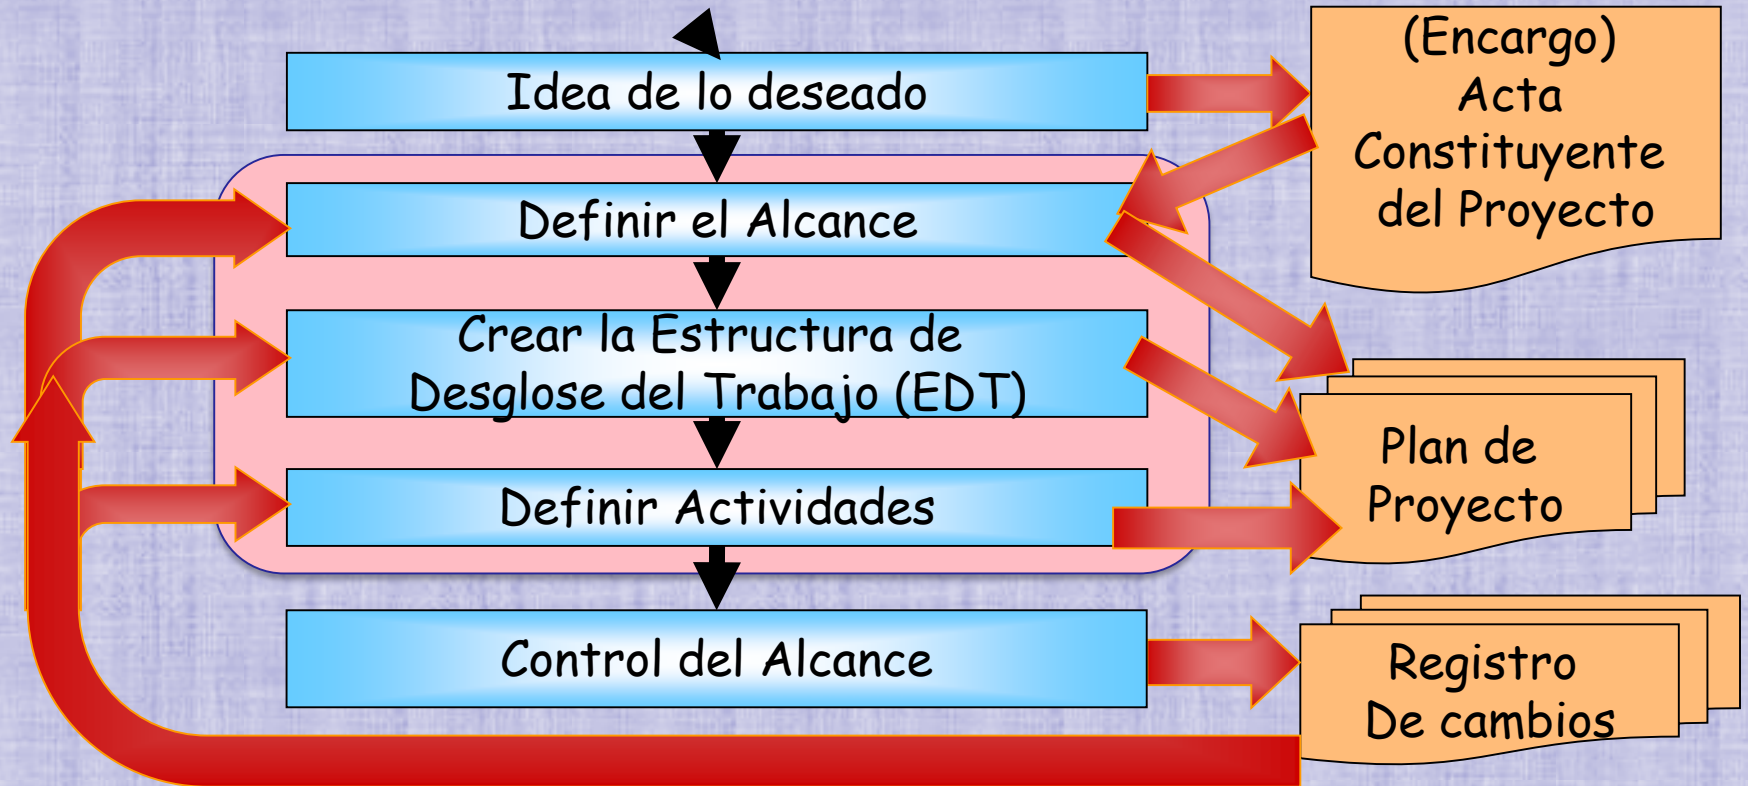 Idea de lo deseado
(Encargo)
Acta
Constituyente
del Proyecto
Definir el Alcance
Crear la Estructura de
Desglose del Trabajo (EDT)
Plan de
Proyecto
Definir Actividades
Control del Alcance
Registro
De cambios